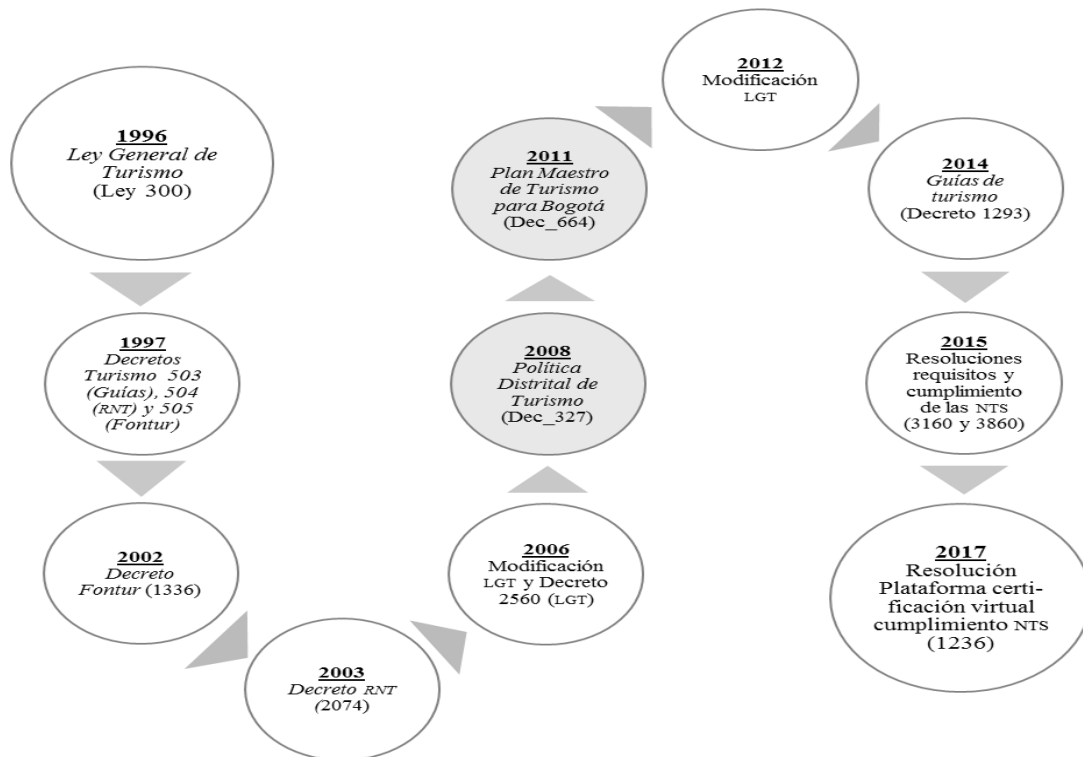 1996
Ley General de
Turismo
(Ley 300)
1997
Decretos
Turismo 503
(Guías), 504
(RNT) y 505
(Fontur)
2002
Decreto
Fontur (1336)
2003
Decreto RNT
(2074)
2006
Modificación
LGT y Decreto
2560 (LGT)
2008
Política
Distrital de
Turismo
(Dec_327)
2011
Plan Maestro
de Turismo
para Bogotá
(Dec_664)
2012
Modificación
LGT
2014
Guías de
turismo
(Decreto 1293)
2015
Resoluciones
requisitos y
cumplimiento
de las NTS
(3160 y 3860)
2017
Resolución
Plataforma certi-
ficación virtual
cumplimiento NTS
(1236)